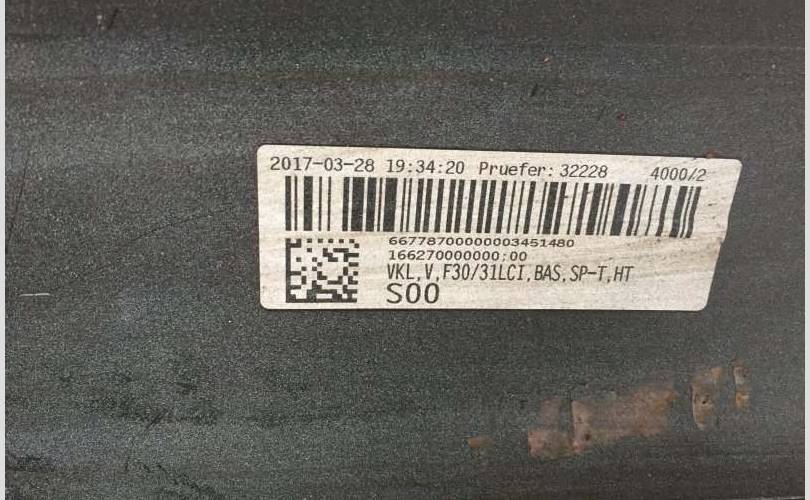 2017-03-28 19:34:20 Pruefer: 32228 4000/2
66778700000003451480
166270000000;00
VKL,V,F30/31LCI,BAS,SP-T,HT
S00